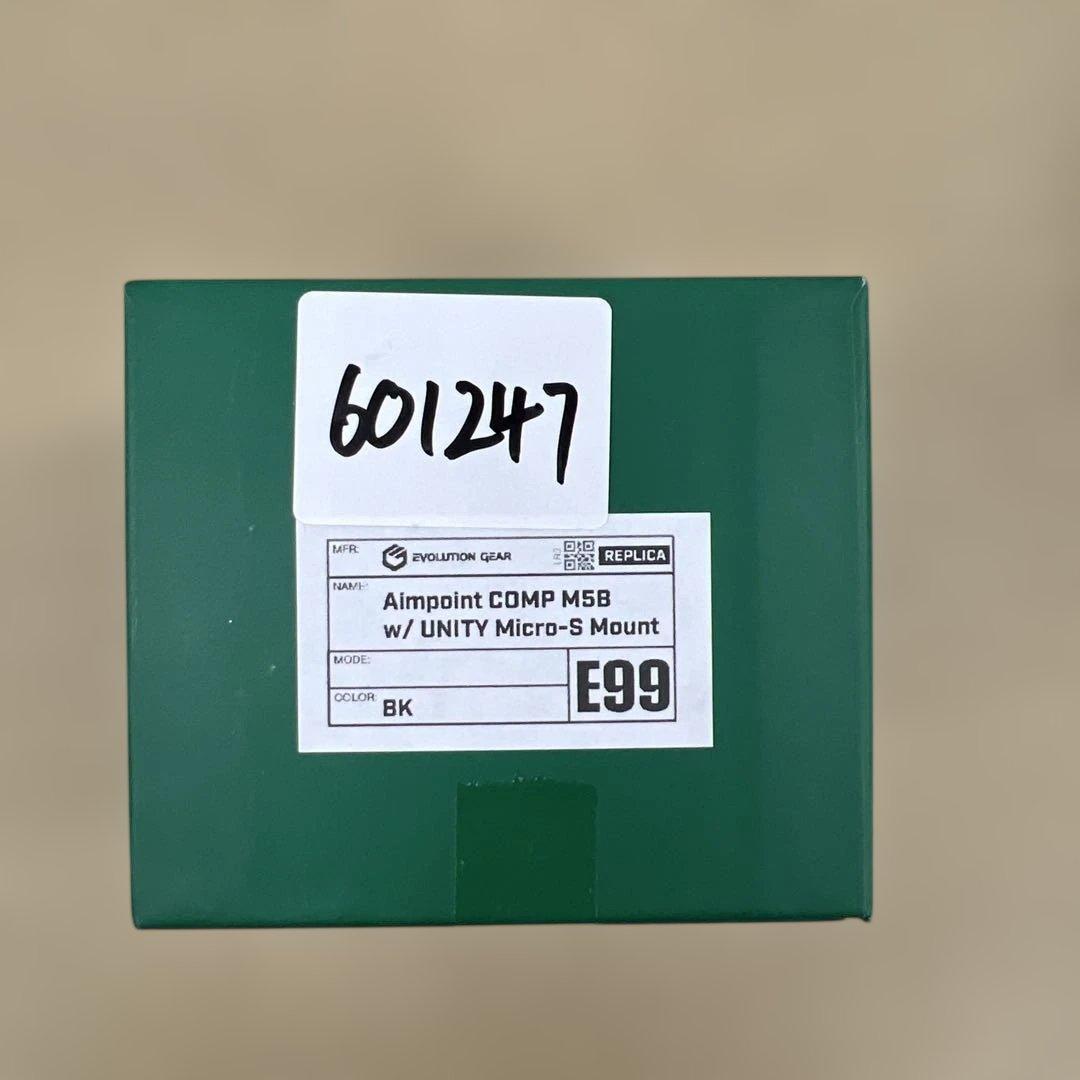 601247
MFR: EVOLUTION GEAR REPLICA
NAME:
Aimpoint COMP M5B
w/ UNITY Micro-S Mount
MODE:
E99
COLOR: BK